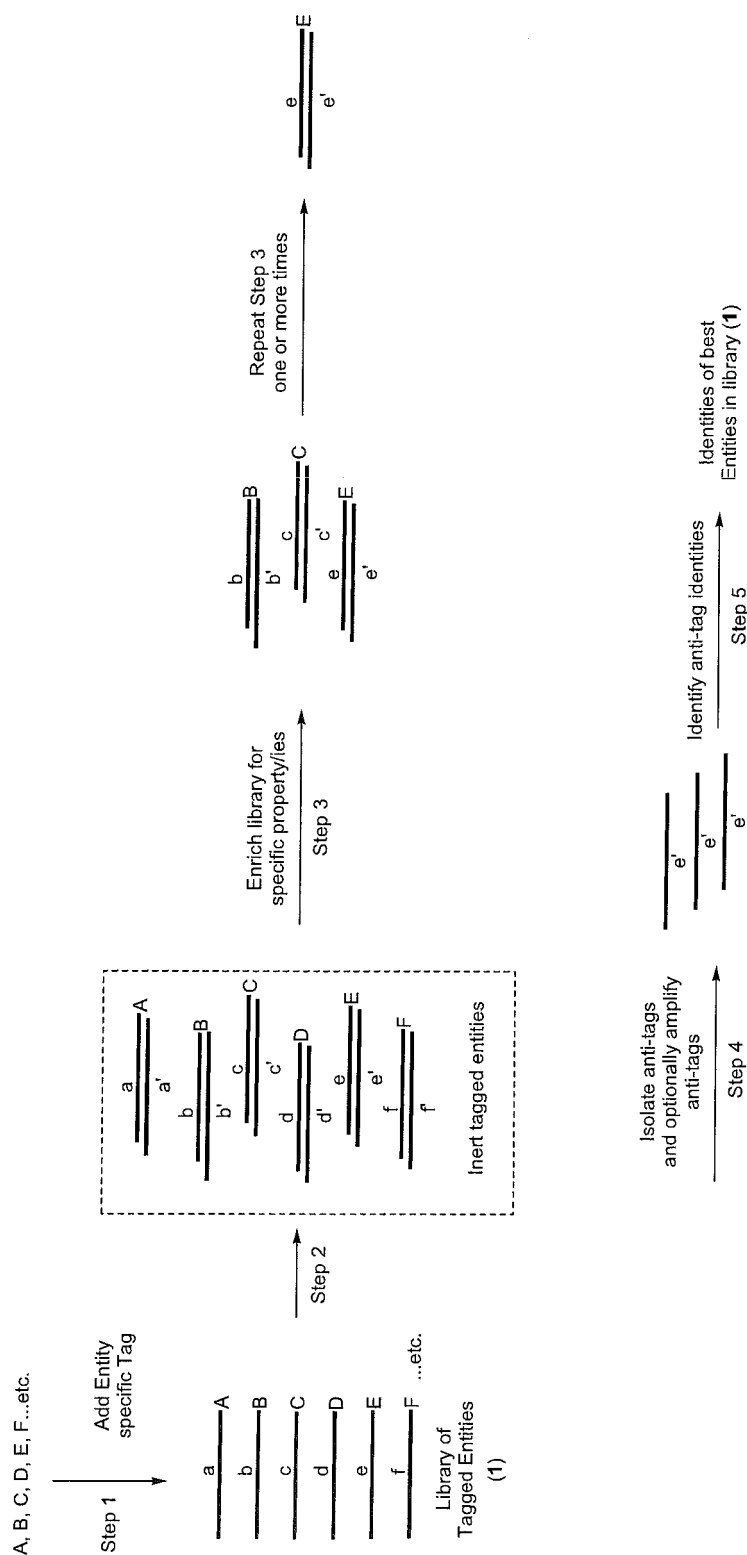 A, B, C, D, E, F...etc.
Step 1
Add Entity
specific Tag
a
A
b
B
c
C
d
D
e
E
f
F
...etc.
Library of
Tagged Entities
(1)
Step 2
a
A
a'
b
B
b'
c
C
c'
d
D
d'
e
E
e'
f
F
f'
Inert tagged entities
Enrich library for
specific property/ies
Step 3
b
B
b'
c
C
c'
e
E
e'
Repeat Step 3
one or more times
e
E
e'
Isolate anti-tags
and optionally amplify
anti-tags
Step 4
e'
e'
e'
Identify anti-tag identities
Step 5
Identities of best
Entities in library (1)